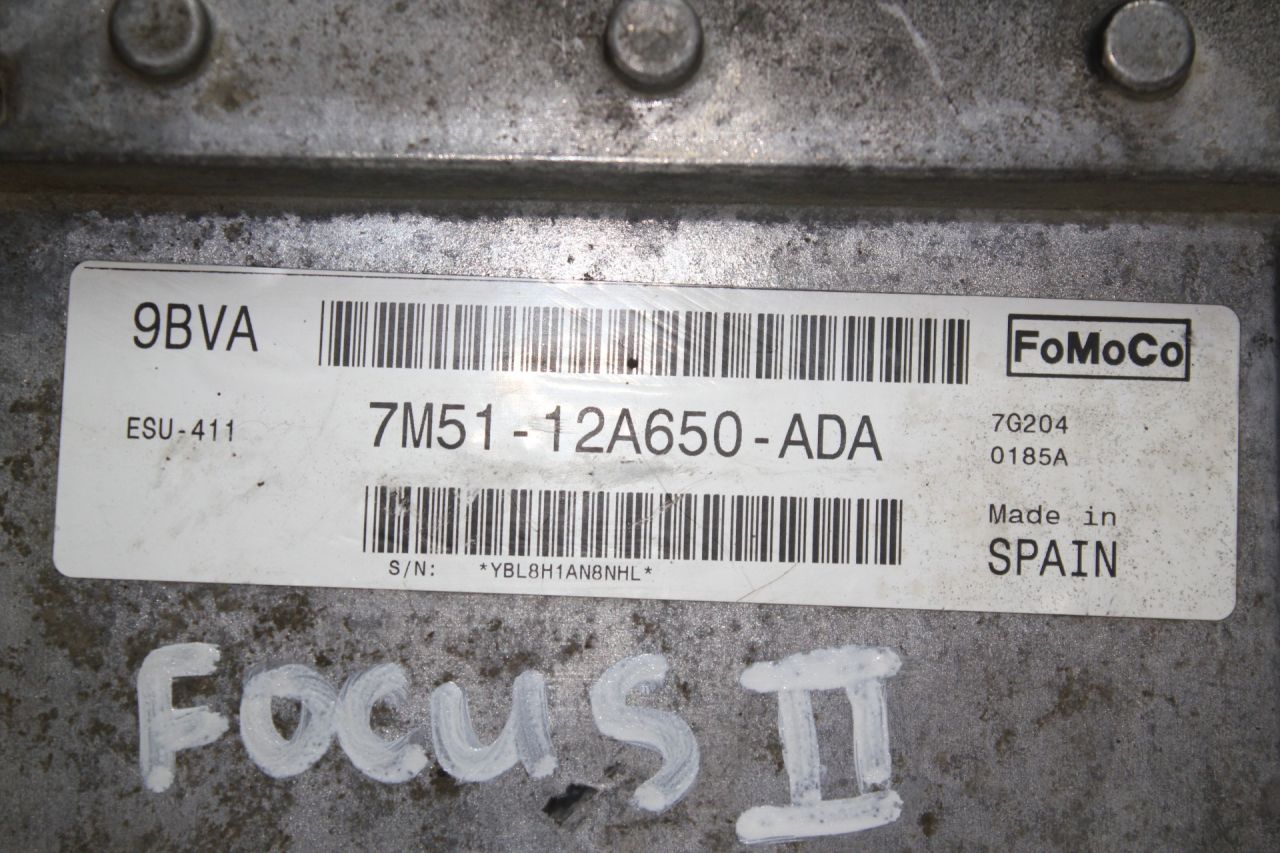 9BVA
FoMoCo
ESU-411
7M51-12A650-ADA
7G204
0185A
S/N: *YBL8H1AN8NHL*
Made in
SPAIN
FOCUS II